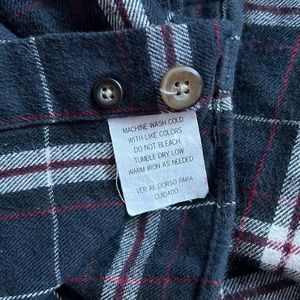 MACHINE WASH COLD
WITH LIKE COLORS
DO NOT BLEACH
TUMBLE DRY LOW
WARM IRON AS NEEDED
VER AL DORSO PARA
CUIDADO